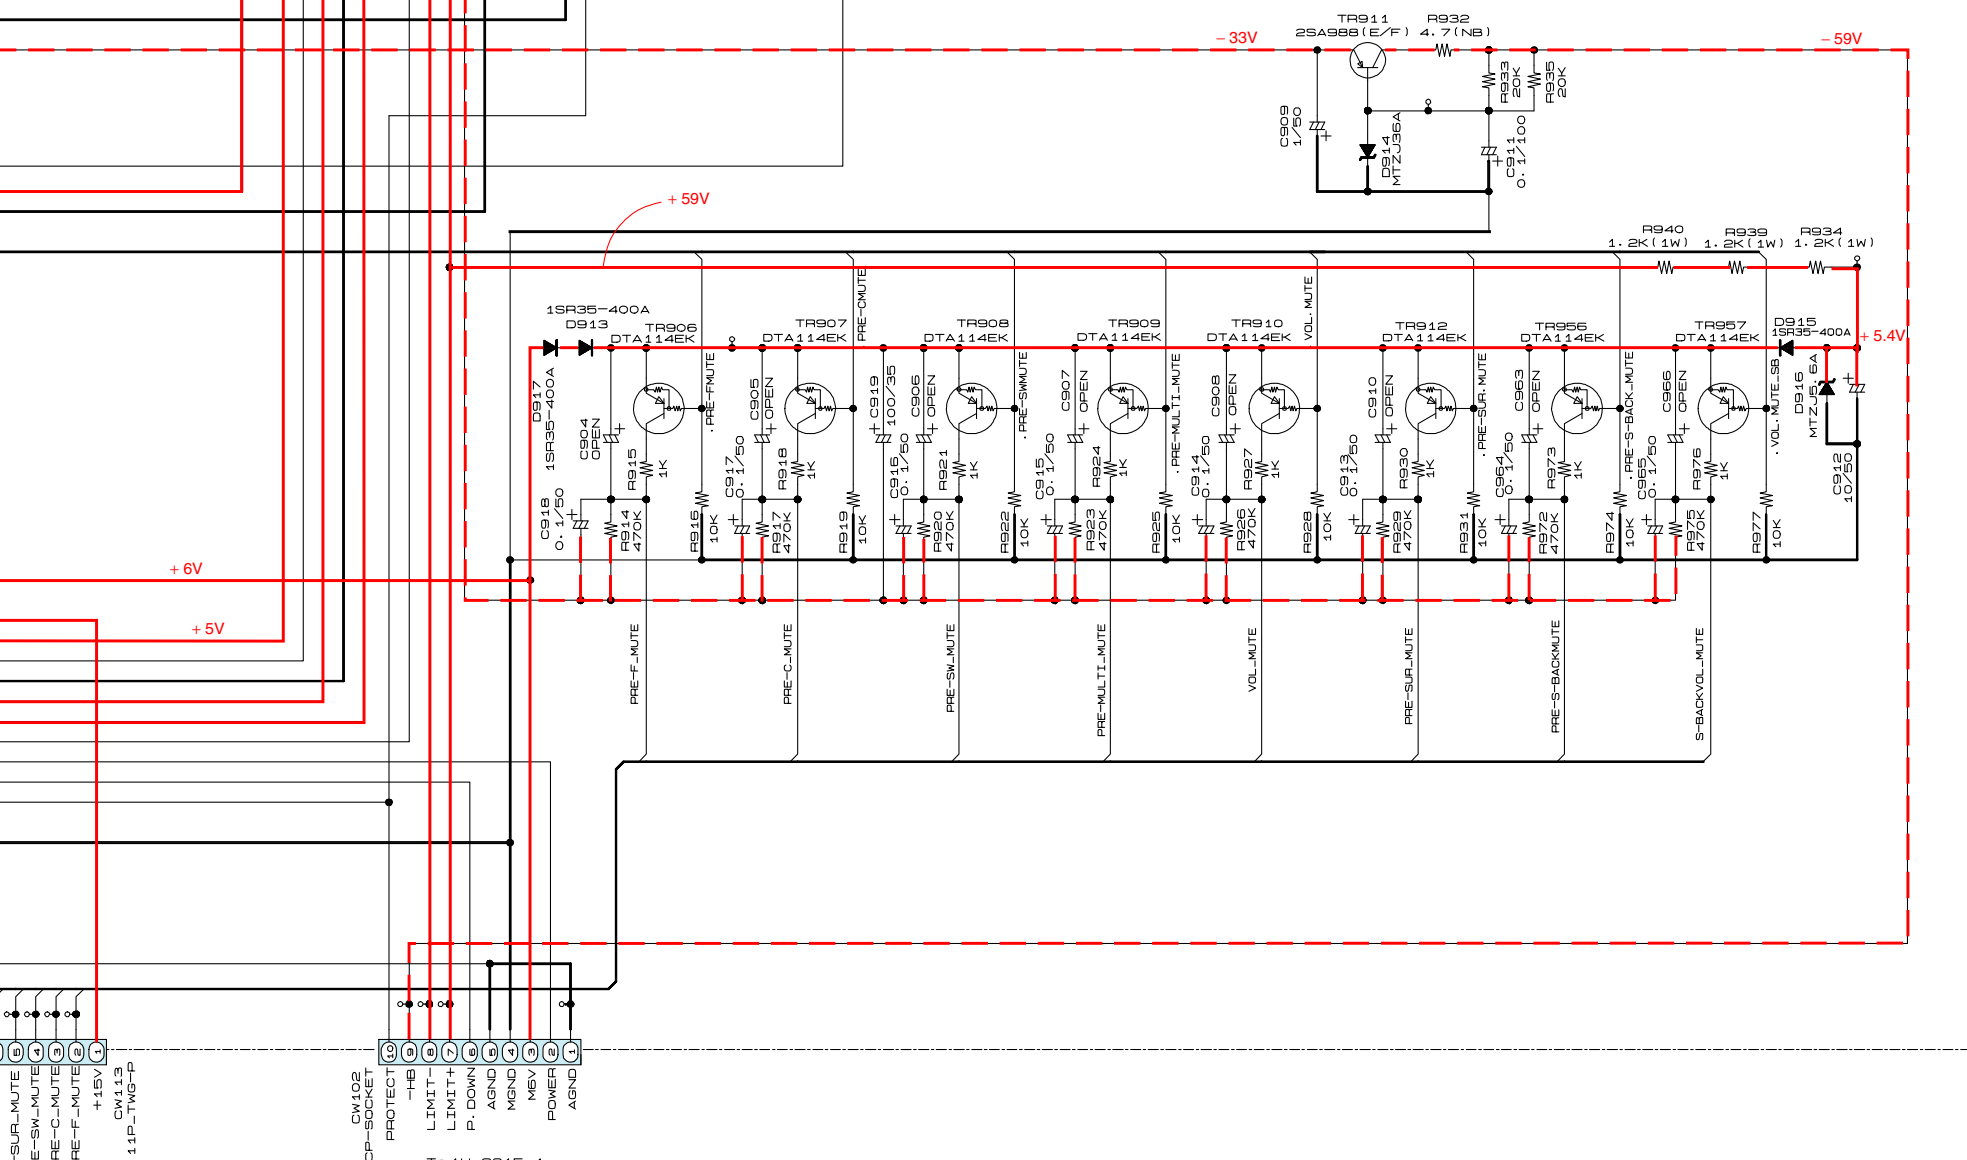 TR911 R932
2SA988(E/F) 4.7(NB)
− 33V
− 59V
R933
20K
R935
20K
C909
1/50
D914
MTZJ36A
C911
0.1/100
+ 59V
R940
1.2K(1W)
R939
1.2K(1W)
R934
1.2K(1W)
1SR35-400A
D913
TR906
DTA114EK
TR907
DTA114EK
TR908
DTA114EK
TR909
DTA114EK
TR910
DTA114EK
TR912
DTA114EK
TR956
DTA114EK
TR957
DTA114EK
D915
1SR35-400A
+ 5.4V
PRE-CMUTE
VOL.MUTE
.PRE-FMUTE
.PRE-SWMUTE
.PRE-MULTI_MUTE
.PRE-SUR.MUTE
.PRE-S-BACK_MUTE
.VOL.MUTE_SB
D917
1SR35-400A
C904
OPEN
C905
OPEN
C919
100/35
C906
OPEN
C907
OPEN
C908
OPEN
C910
OPEN
C963
OPEN
C966
OPEN
D916
MTZJ5.6A
C912
10/50
R915
1K
R918
1K
R921
1K
R924
1K
R927
1K
R930
1K
R973
1K
R976
1K
C918
0.1/50
C917
0.1/50
C916
0.1/50
C915
0.1/50
C914
0.1/50
C913
0.1/50
C964
0.1/50
C965
0.1/50
R914
470K
R916
10K
R917
470K
R919
10K
R920
470K
R922
10K
R923
470K
R925
10K
R926
470K
R928
10K
R929
470K
R931
10K
R972
470K
R974
10K
R975
470K
R977
10K
+ 6V
+ 5V
PRE-F_MUTE
PRE-C_MUTE
PRE-SW_MUTE
PRE-MULTI_MUTE
VOL_MUTE
PRE-SUR_MUTE
PRE-S-BACKMUTE
S-BACKVOL_MUTE
5 4 3 2 1
-SUR_MUTE
E-SW_MUTE
RE-C_MUTE
RE-F_MUTE
+15V
CW113
11P_TWG-P
10 9 8 7 6 5 4 3 2 1
CW102
CP-SOCKET
PROTECT
-HB
LIMIT-
LIMIT+
P.DOWN
AGND
MGND
M6V
POWER
AGND